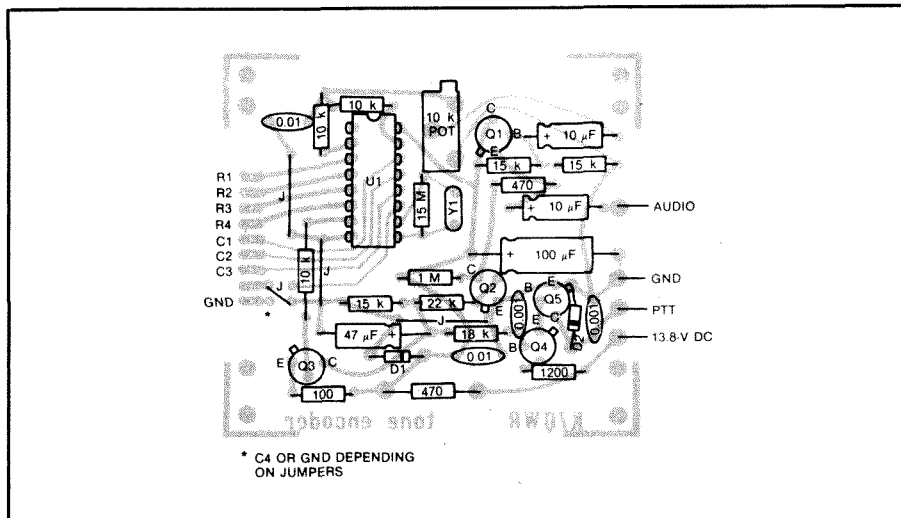 C
10 k
10 k
POT
0.01
10 k
Q1
B
+ 10 µF
E
15 k
15 k
U1
470
R1
R2
R3
R4
C1
C2
C3
GND
*
J
15 M
Y1
+ 10 µF
AUDIO
+ 100 µF
GND
PTT
13.8-V DC
10 k
J
J
1 M
C
Q2
E
15 k
22 k
J
47 µF +
18 k
0.01
D1
0.001
B
E
Q5
C
E
B
Q4
D2
0.001
1200
E
Q3
C
100
470
tone encoder
* C4 OR GND DEPENDING
ON JUMPERS